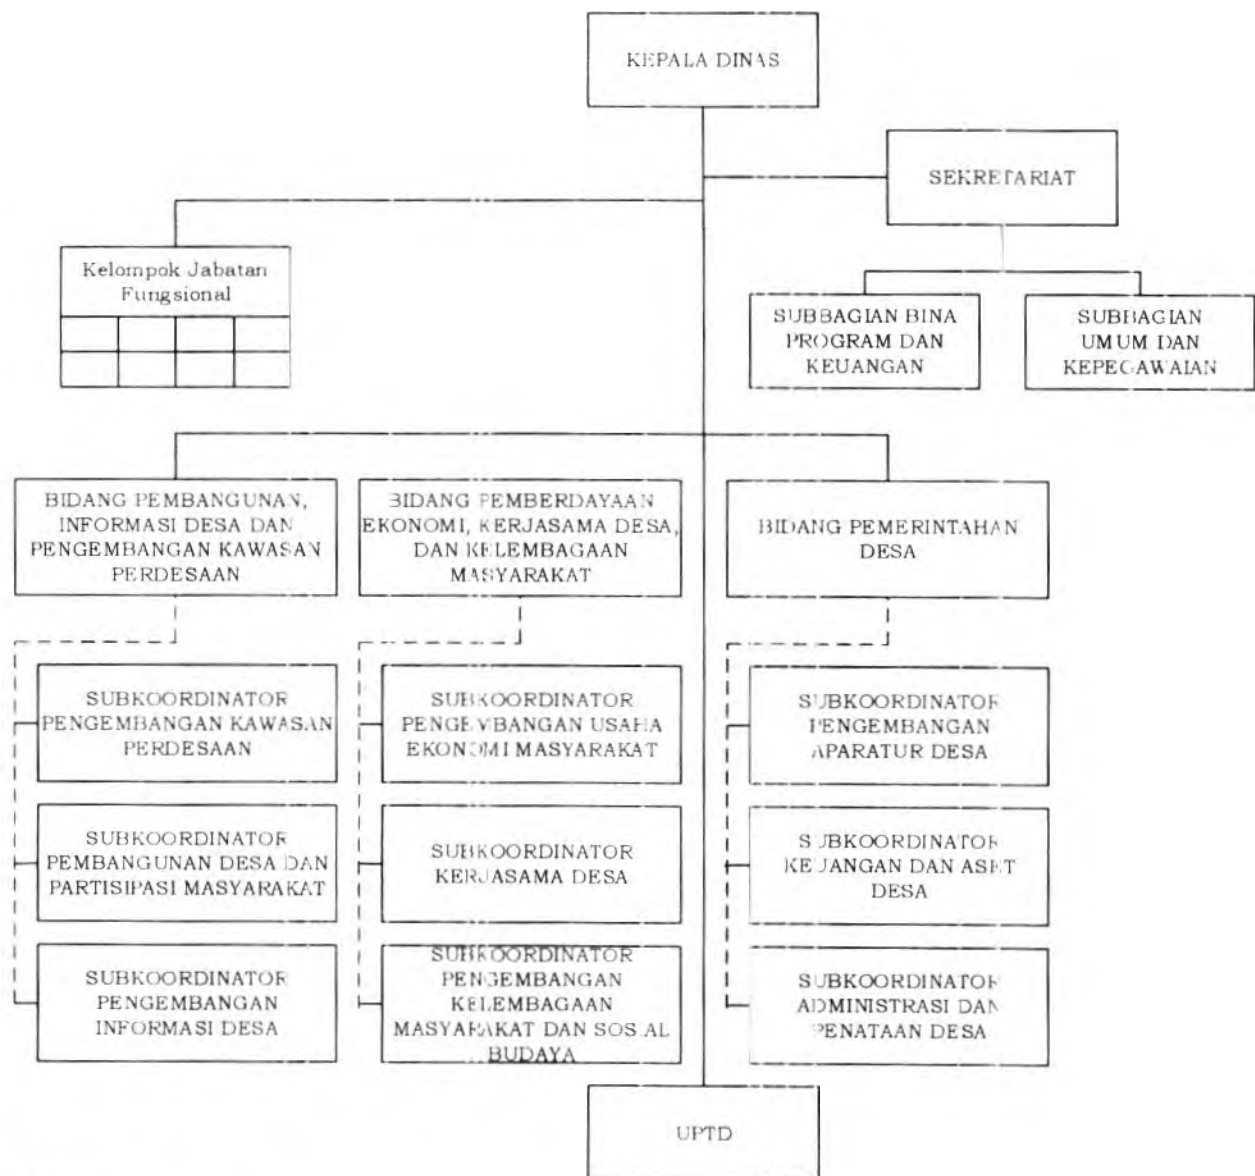 KEPALA DINAS
SEKRETARIAT
Kelompok Jabatan
Fungsional
SUBBAGIAN BINA
PROGRAM DAN
KEUANGAN
SUBBAGIAN
UMUM DAN
KEPEGAWAIAN
BIDANG PEMBANGUNAN,
INFORMASI DESA DAN
PENGEMBANGAN KAWASAN
PERDESAAN
BIDANG PEMBERDAYAAN
EKONOMI, KERJASAMA DESA,
DAN KELEMBAGAAN
MASYARAKAT
BIDANG PEMERINTAHAN
DESA
SUBKOORDINATOR
PENGEMBANGAN KAWASAN
PERDESAAN
SUBKOORDINATOR
PENGEMBANGAN USAHA
EKONOMI MASYARAKAT
SUBKOORDINATOR
PENGEMBANGAN
APARATUR DESA
SUBKOORDINATOR
PEMBANGUNAN DESA DAN
PARTISIPASI MASYARAKAT
SUBKOORDINATOR
KERJASAMA DESA
SUBKOORDINATOR
KEUANGAN DAN ASET
DESA
SUBKOORDINATOR
PENGEMBANGAN
INFORMASI DESA
SUBKOORDINATOR
PENGEMBANGAN
KELEMBAGAAN
MASYARAKAT DAN SOSIAL
BUDAYA
SUBKOORDINATOR
ADMINISTRASI DAN
PENATAAN DESA
UPTD